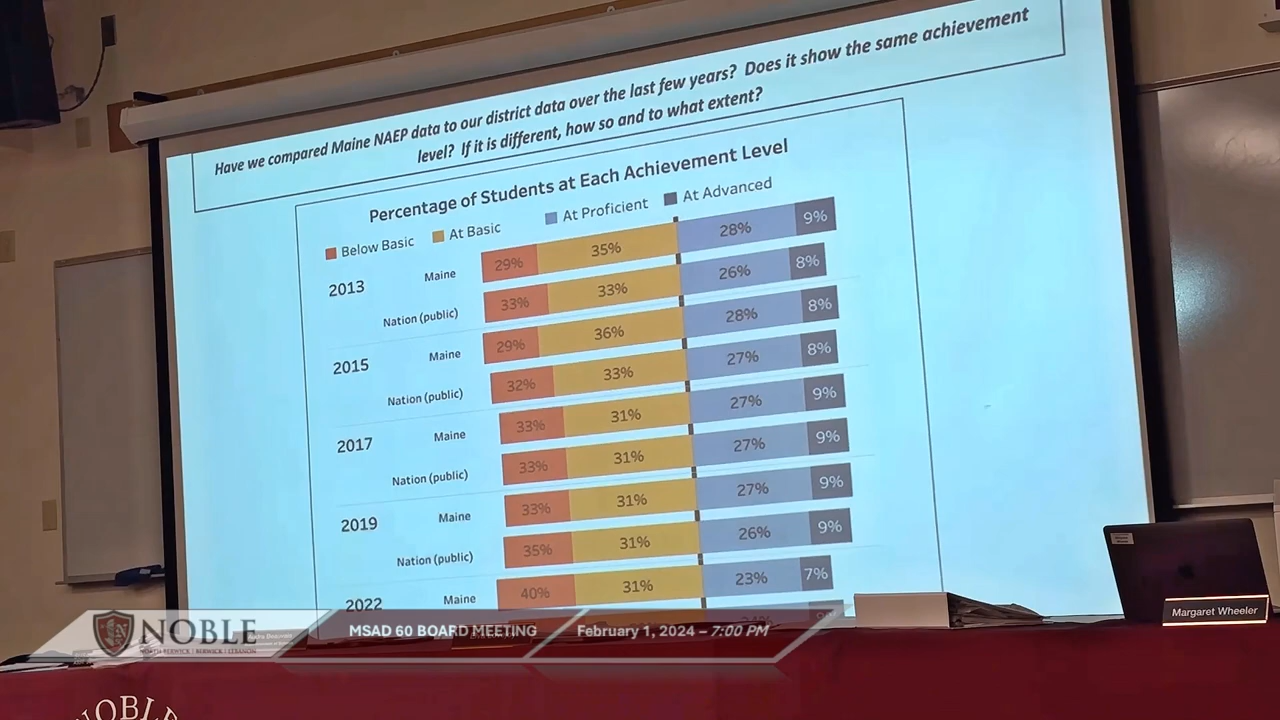 Have we compared Maine NAEP data to our district data over the last few years? Does it show the same achievement
level? If it is different, how so and to what extent?
Percentage of Students at Each Achievement Level
Below Basic At Basic At Proficient At Advanced
2013 Maine 29% 35% 28% 9%
Nation (public) 33% 33% 26% 8%
2015 Maine 29% 36% 28% 8%
Nation (public) 32% 33% 27% 8%
2017 Maine 33% 31% 27% 9%
Nation (public) 33% 31% 27% 9%
2019 Maine 33% 31% 27% 9%
Nation (public) 35% 31% 26% 9%
2022 Maine 40% 31% 23% 7%
NOBLE
NORTH BERWICK | BERWICK | LEBANON
MSAD 60 BOARD MEETING
February 1, 2024 – 7:00 PM
Margaret Wheeler
NOBLE